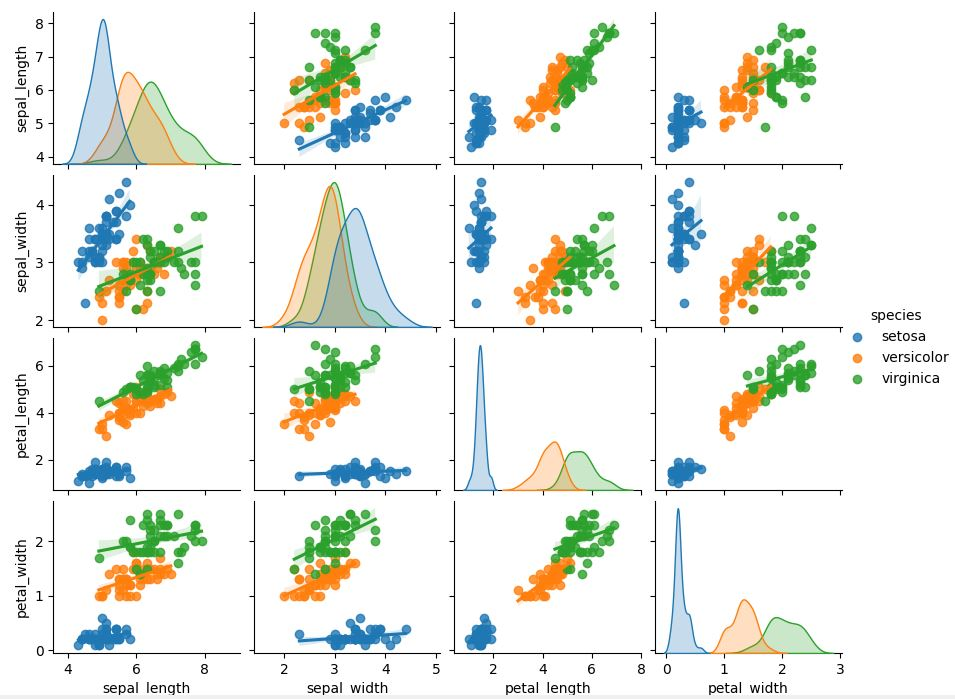 8
7
6
5
4
sepal_length
4
3
2
sepal_width
species
setosa
versicolor
virginica
6
4
2
petal_length
2
1
0
petal_width
4 6 8
2 3 4 5
2 4 6 8
0 1 2 3
sepal_length
sepal_width
petal_length
petal_width